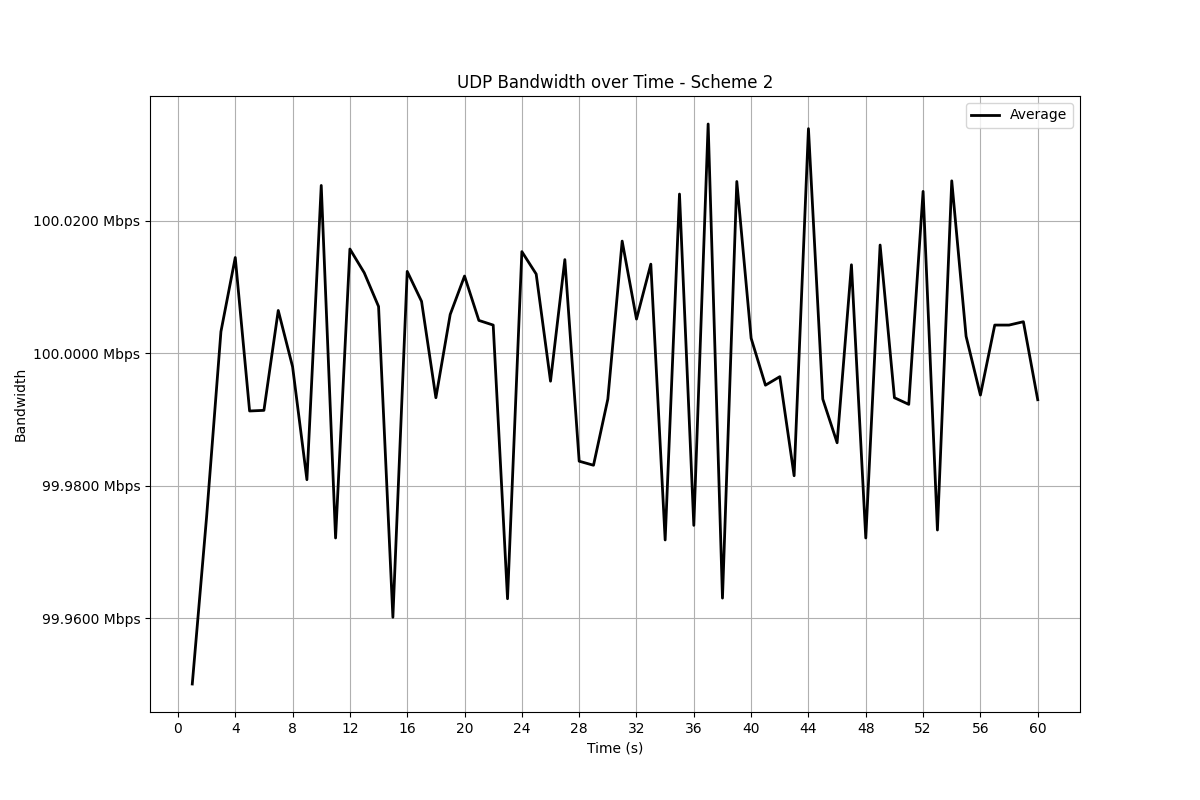 UDP Bandwidth over Time - Scheme 2
Average
100.0200 Mbps
100.0000 Mbps
99.9800 Mbps
99.9600 Mbps
Bandwidth
0 4 8 12 16 20 24 28 32 36 40 44 48 52 56 60
Time (s)